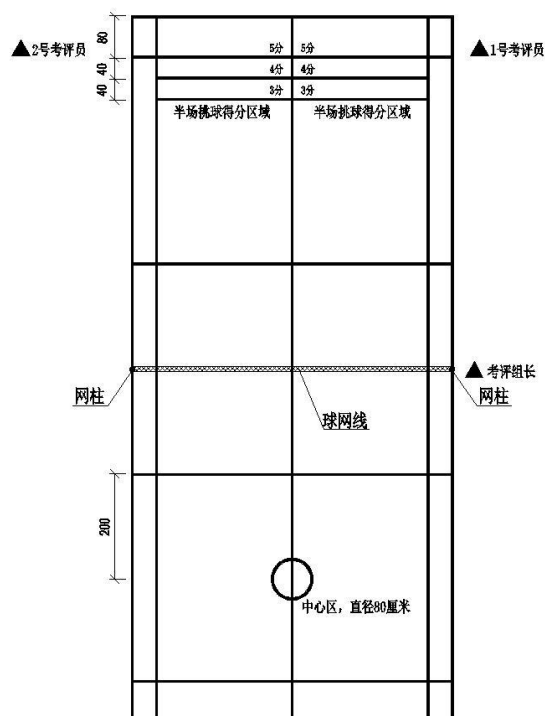 80
▲2号考评员
5分 5分
▲1号考评员
40
4分 4分
40
3分 3分
半场挑球得分区域 半场挑球得分区域
▲ 考评组长
网柱
网柱
球网线
200
中心区，直径80厘米